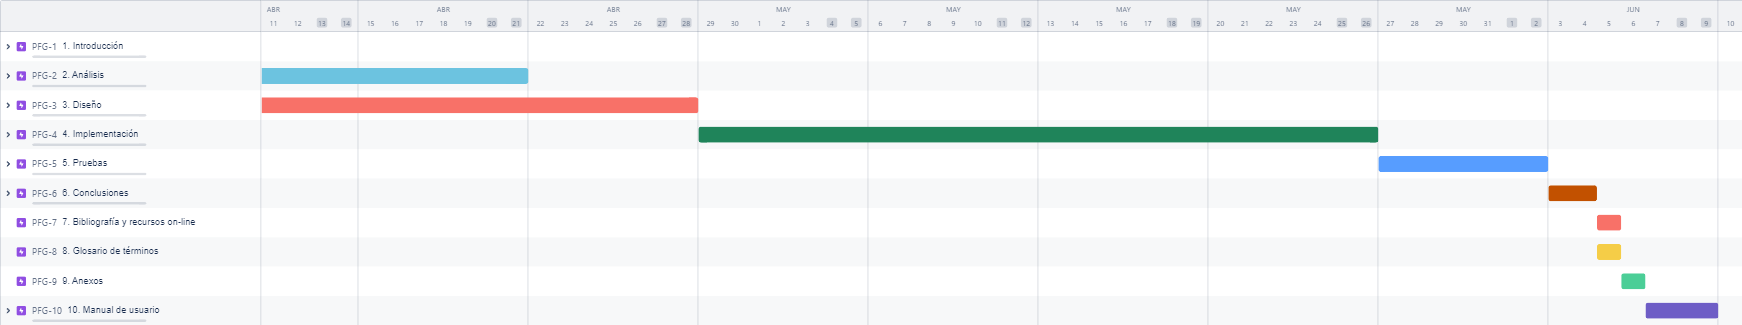 ABR ABR ABR MAY MAY MAY MAY MAY JUN
11 12 13 14 15 16 17 18 19 20 21 22 23 24 25 26 27 28 29 30 1 2 3 4 5 6 7 8 9 10 11 12 13 14 15 16 17 18 19 20 21 22 23 24 25 26 27 28 29 30 31 1 2 3 4 5 6 7 8 9 10
PFG-1 1. Introducción
PFG-2 2. Análisis
PFG-3 3. Diseño
PFG-4 4. Implementación
PFG-5 5. Pruebas
PFG-6 6. Conclusiones
PFG-7 7. Bibliografía y recursos on-line
PFG-8 8. Glosario de términos
PFG-9 9. Anexos
PFG-10 10. Manual de usuario